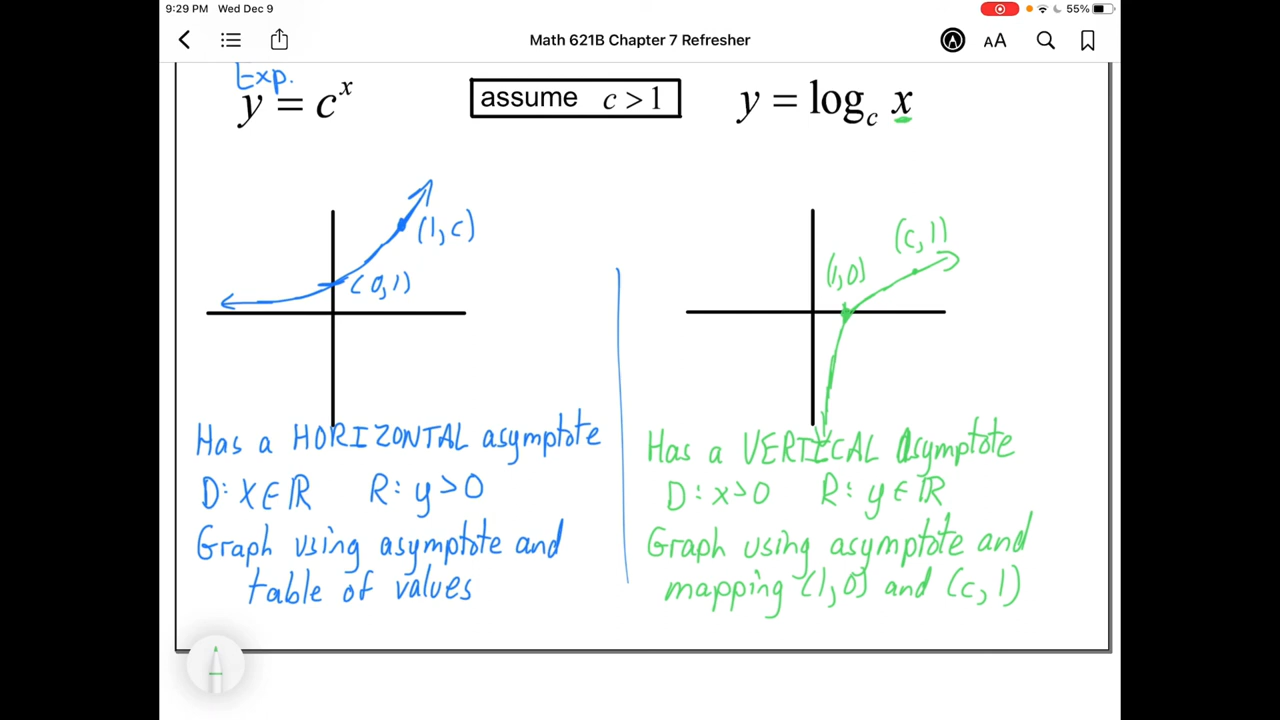 9:29 PM Wed Dec 9
55%
Math 621B Chapter 7 Refresher
AA
Exp.
y = c^x
assume c > 1
y = log_c x
(1, c)
(0, 1)
(c, 1)
(1, 0)
Has a HORIZONTAL asymptote
D: x ∈ ℝ R: y > 0
Graph using asymptote and
table of values
Has a VERTICAL asymptote
D: x > 0 R: y ∈ ℝ
Graph using asymptote and
mapping (1, 0) and (c, 1)